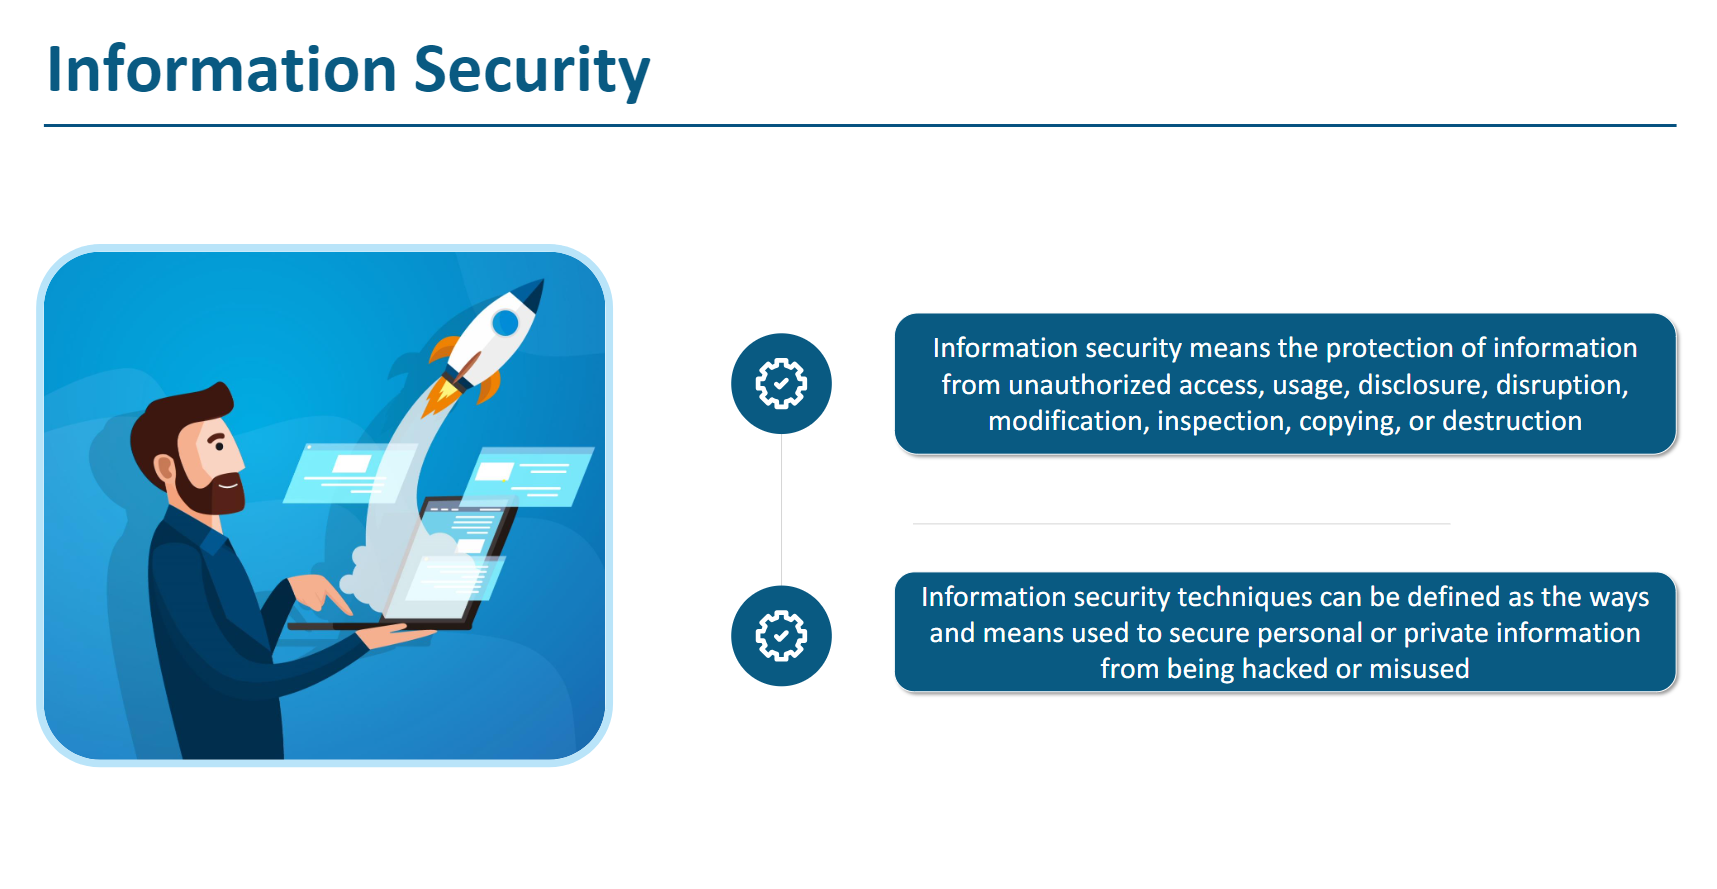 Information Security
Information security means the protection of information
from unauthorized access, usage, disclosure, disruption,
modification, inspection, copying, or destruction
Information security techniques can be defined as the ways
and means used to secure personal or private information
from being hacked or misused